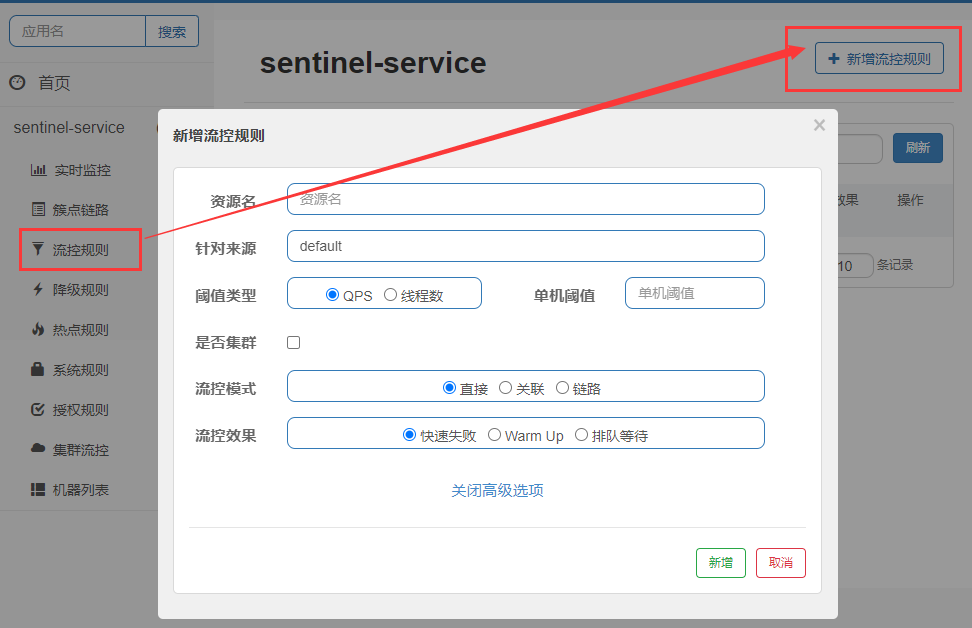 应用名 搜索
首页
sentinel-service
实时监控
簇点链路
流控规则
降级规则
热点规则
系统规则
授权规则
集群流控
机器列表
sentinel-service
新增流控规则
刷新
效果 操作
10 条记录
新增流控规则 ×
资源名 资源名
针对来源 default
阈值类型 QPS 线程数 单机阈值 单机阈值
是否集群
流控模式 直接 关联 链路
流控效果 快速失败 Warm Up 排队等待
关闭高级选项
新增 取消